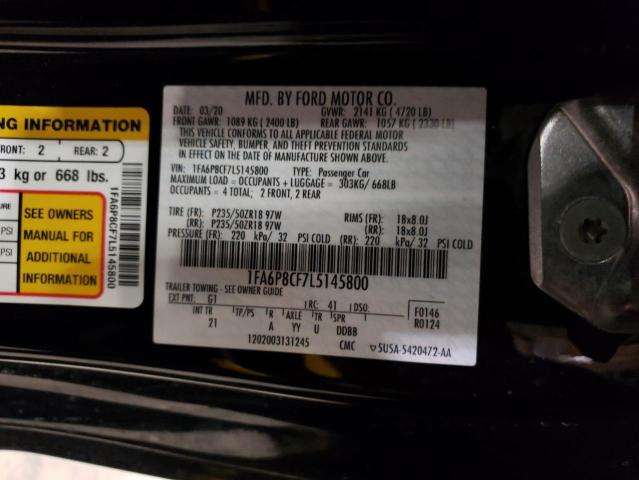 NG INFORMATION
FRONT: 2 REAR: 2
3 kg or 668 lbs.
PSI
PSI
SEE OWNERS
MANUAL FOR
ADDITIONAL
INFORMATION
1FA6P8CF7L5145800
MFD. BY FORD MOTOR CO.
DATE: 03/20 GVWR: 2141 KG ( 4720 LB)
FRONT GAWR: 1089 KG ( 2400 LB) REAR GAWR: 1057 KG ( 2330 LB)
THIS VEHICLE CONFORMS TO ALL APPLICABLE FEDERAL MOTOR
VEHICLE SAFETY, BUMPER, AND THEFT PREVENTION STANDARDS
IN EFFECT ON THE DATE OF MANUFACTURE SHOWN ABOVE.
VIN: 1FA6P8CF7L5145800 TYPE: Passenger Car
MAXIMUM LOAD = OCCUPANTS + LUGGAGE = 303KG/ 668LB
OCCUPANTS = 4 TOTAL; 2 FRONT, 2 REAR
TIRE (FR): P235/50ZR18 97W RIMS (FR): 18x8.0J
(RR): P235/50ZR18 97W (RR): 18x8.0J
PRESSURE (FR): 220 kPa/ 32 PSI COLD (RR): 220 kPa/ 32 PSI COLD
1FA6P8CF7L5145800
TRAILER TOWING - SEE OWNER GUIDE
EXT PNT: G1 RC: 41 DSO: F0146
INT TR TP/PS R AXLE TR SPR R0124
21 A YY U DDBB
1202003131245 CMC 5U5A-5420472-AA